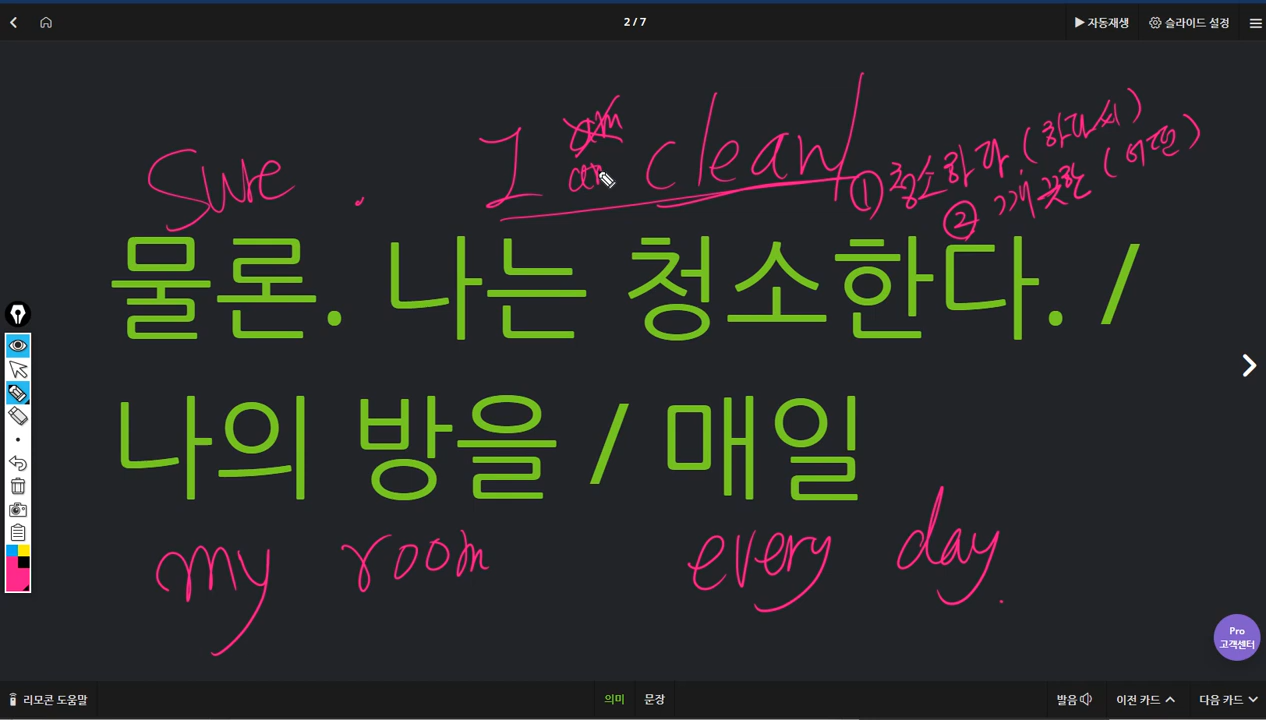 2 / 7
자동재생
슬라이드 설정
Sure . I am clean
am
① 청소하다. (하다씨)
② 깨끗한 (어떤)
물론. 나는 청소한다. /
나의 방을 / 매일
my room every day.
Pro
고객센터
리모콘 도움말
의미
문장
발음
이전 카드
다음 카드